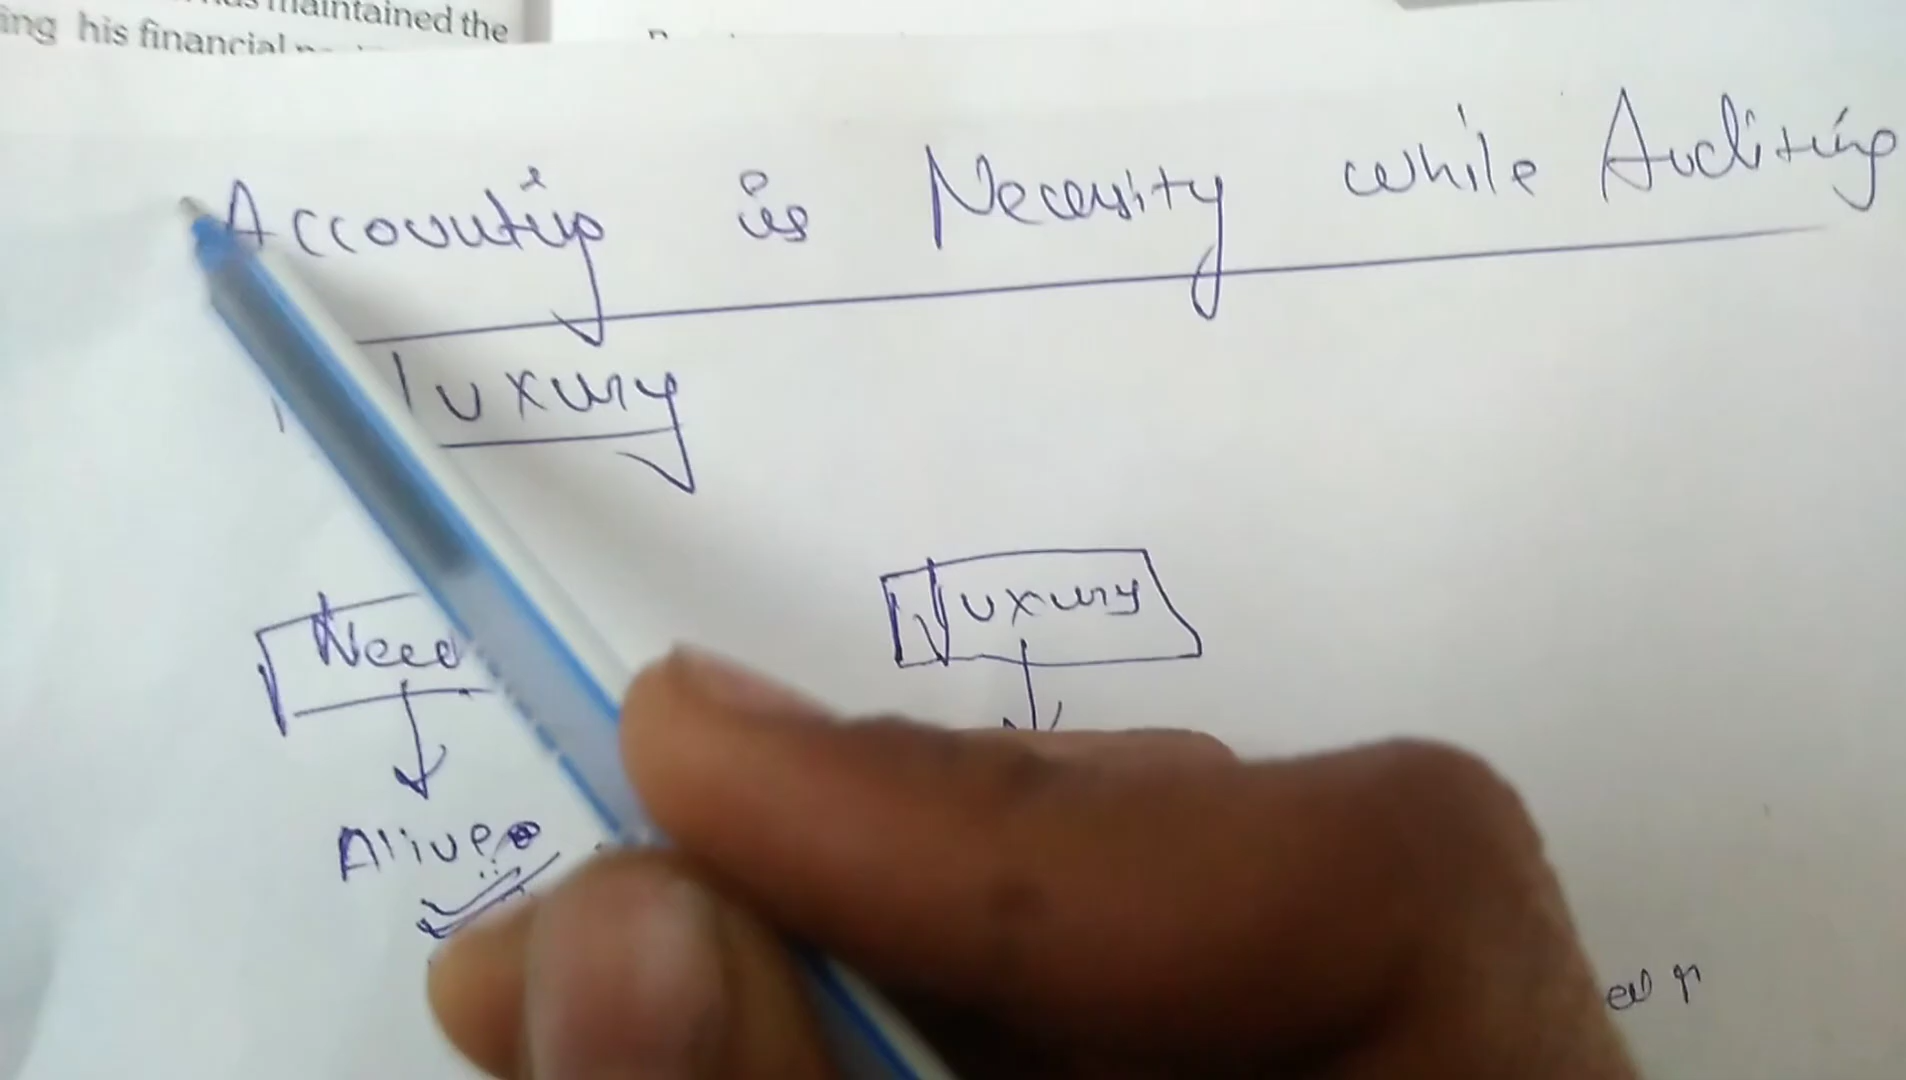 maintained the
ing his financial
Accounting is Necessity while Auditing
luxury
Need
luxury
Alive